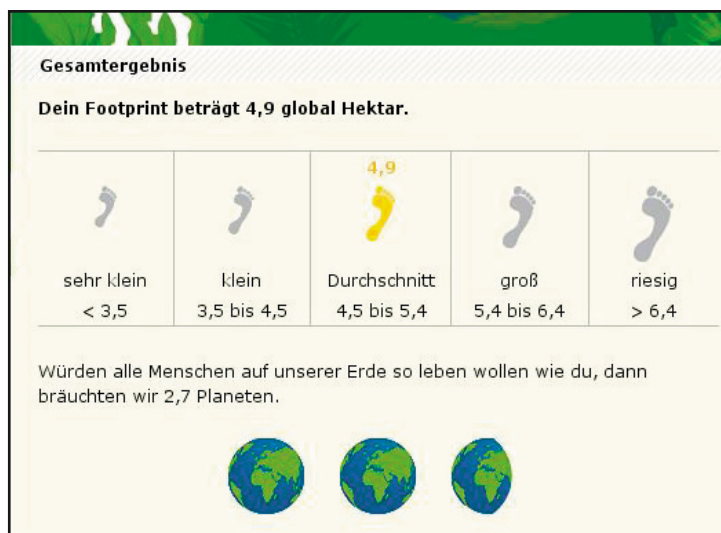 Gesamtergebnis
Dein Footprint beträgt 4,9 global Hektar.
4,9
sehr klein klein Durchschnitt groß riesig
< 3,5 3,5 bis 4,5 4,5 bis 5,4 5,4 bis 6,4 > 6,4
Würden alle Menschen auf unserer Erde so leben wollen wie du, dann
bräuchten wir 2,7 Planeten.